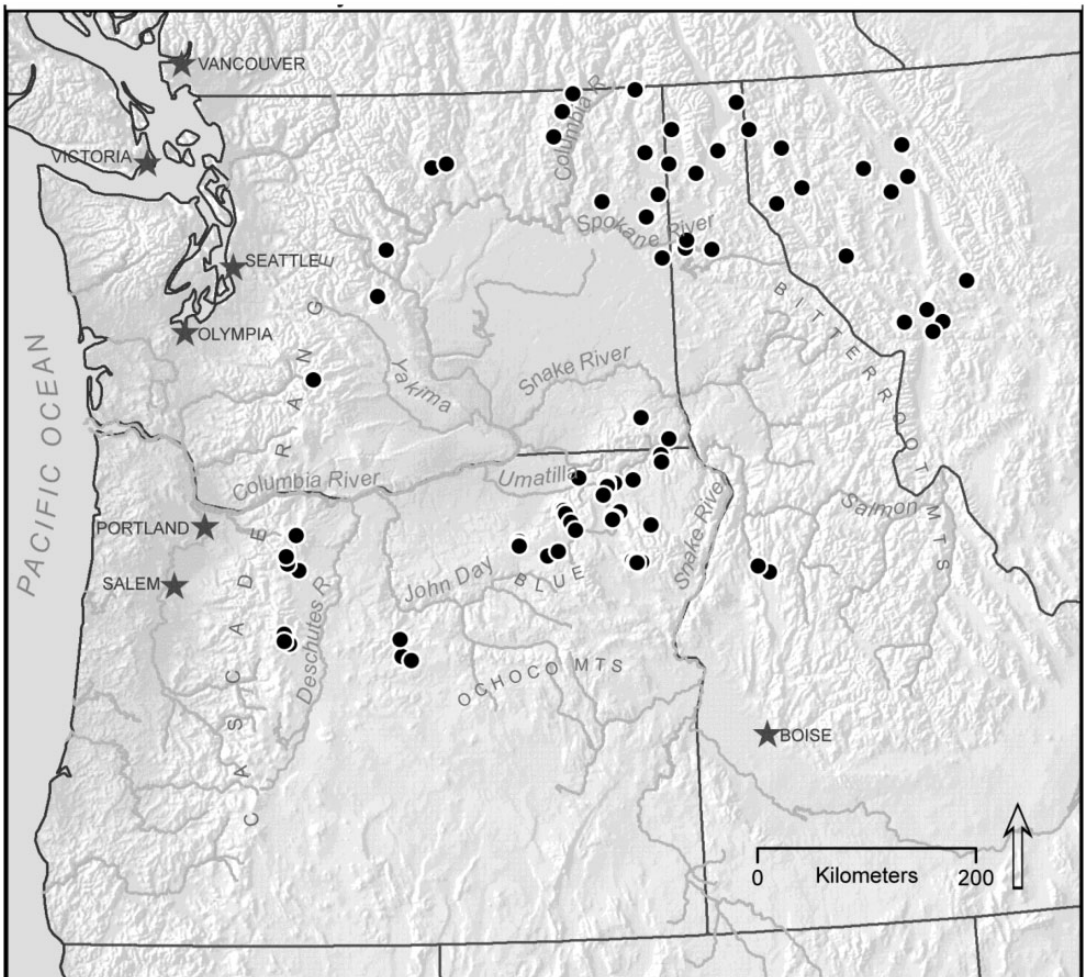 VANCOUVER
Columbia R
VICTORIA
Spokane River
SEATTLE
OLYMPIA
BITTERROOT MTS
PACIFIC OCEAN
Yakima
Snake River
CASCADE RANGE
Columbia River
Umatilla
Snake River
Salmon
PORTLAND
SALEM
John Day
BLUE
Deschutes R
OCHOCO MTS
BOISE
Kilometers
0 200